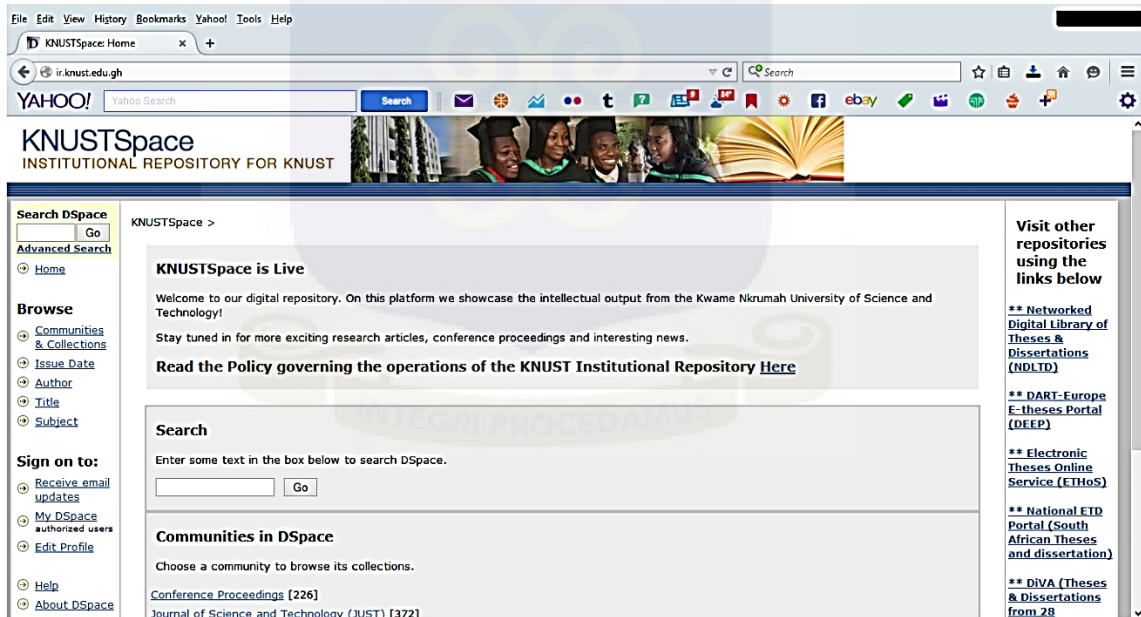 File Edit View History Bookmarks Yahoo! Tools Help
KNUSTSpace: Home × +
ir.knust.edu.gh
Search
YAHOO! Yahoo Search Search
t 9 84° f ebay
KNUSTSpace
INSTITUTIONAL REPOSITORY FOR KNUST
Search DSpace
Go
Advanced Search
Home
Browse
Communities
& Collections
Issue Date
Author
Title
Subject
Sign on to:
Receive email
updates
My DSpace
authorized users
Edit Profile
Help
About DSpace
KNUSTSpace >
KNUSTSpace is Live
Welcome to our digital repository. On this platform we showcase the intellectual output from the Kwame Nkrumah University of Science and
Technology!
Stay tuned in for more exciting research articles, conference proceedings and interesting news.
Read the Policy governing the operations of the KNUST Institutional Repository Here
INTEGRI PROCEDAMUS
Search
Enter some text in the box below to search DSpace.
Go
Communities in DSpace
Choose a community to browse its collections.
Conference Proceedings [226]
Journal of Science and Technology (JUST) [372]
Visit other
repositories
using the
links below
** Networked
Digital Library of
Theses &
Dissertations
(NDLTD)
** DART-Europe
E-theses Portal
(DEEP)
** Electronic
Theses Online
Service (ETHoS)
** National ETD
Portal (South
African Theses
and dissertation)
** DiVA (Theses
& Dissertations
from 28